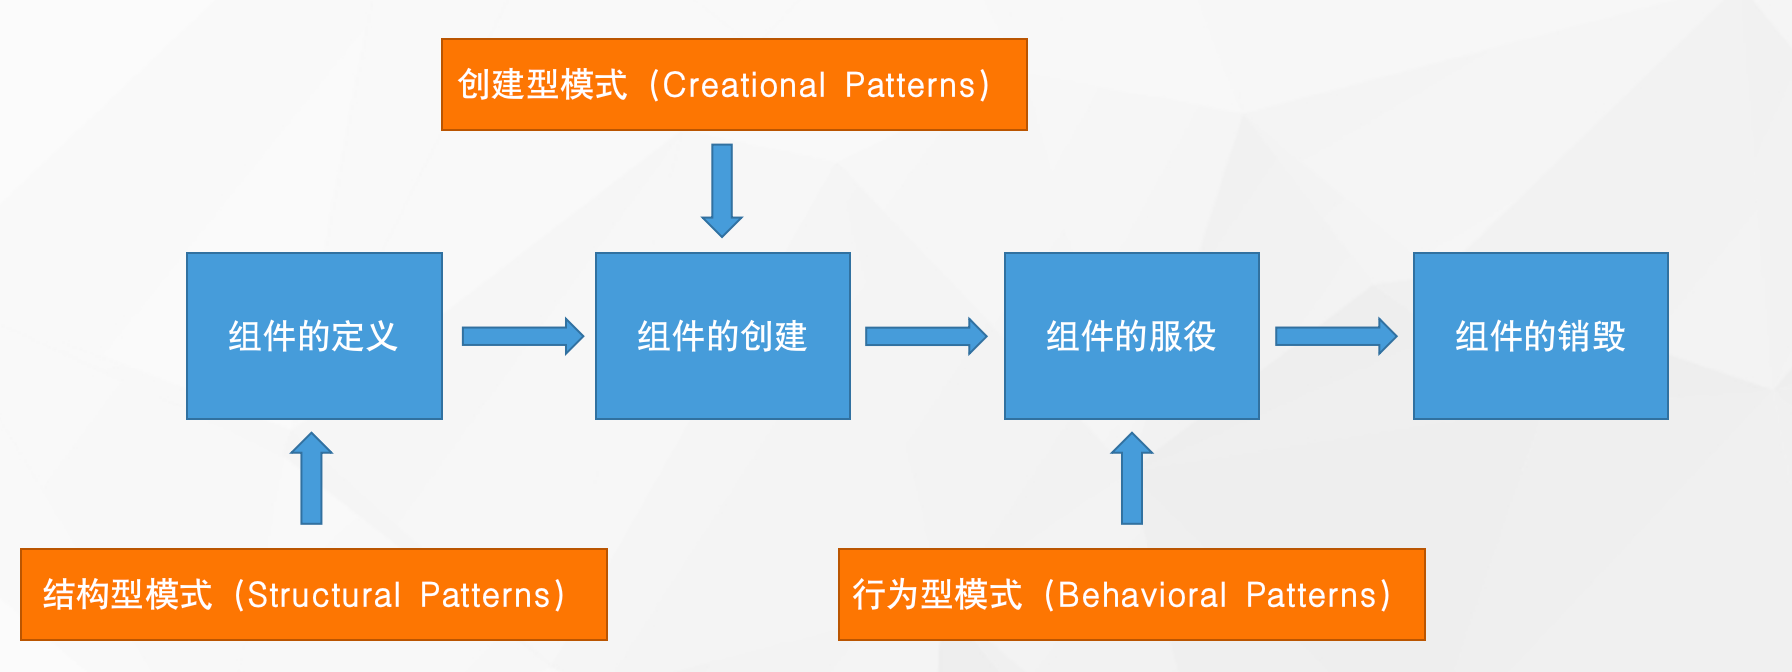 创建型模式（Creational Patterns）
组件的定义
组件的创建
组件的服役
组件的销毁
结构型模式（Structural Patterns）
行为型模式（Behavioral Patterns）